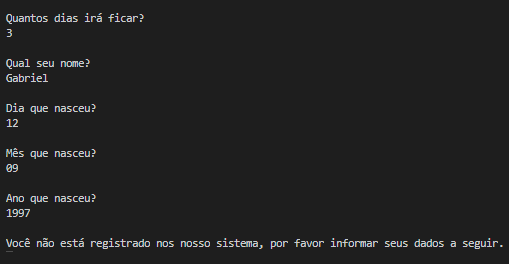 Quantos dias irá ficar?
3
Qual seu nome?
Gabriel
Dia que nasceu?
12
Mês que nasceu?
09
Ano que nasceu?
1997
Você não está registrado nos nosso sistema, por favor informar seus dados a seguir.